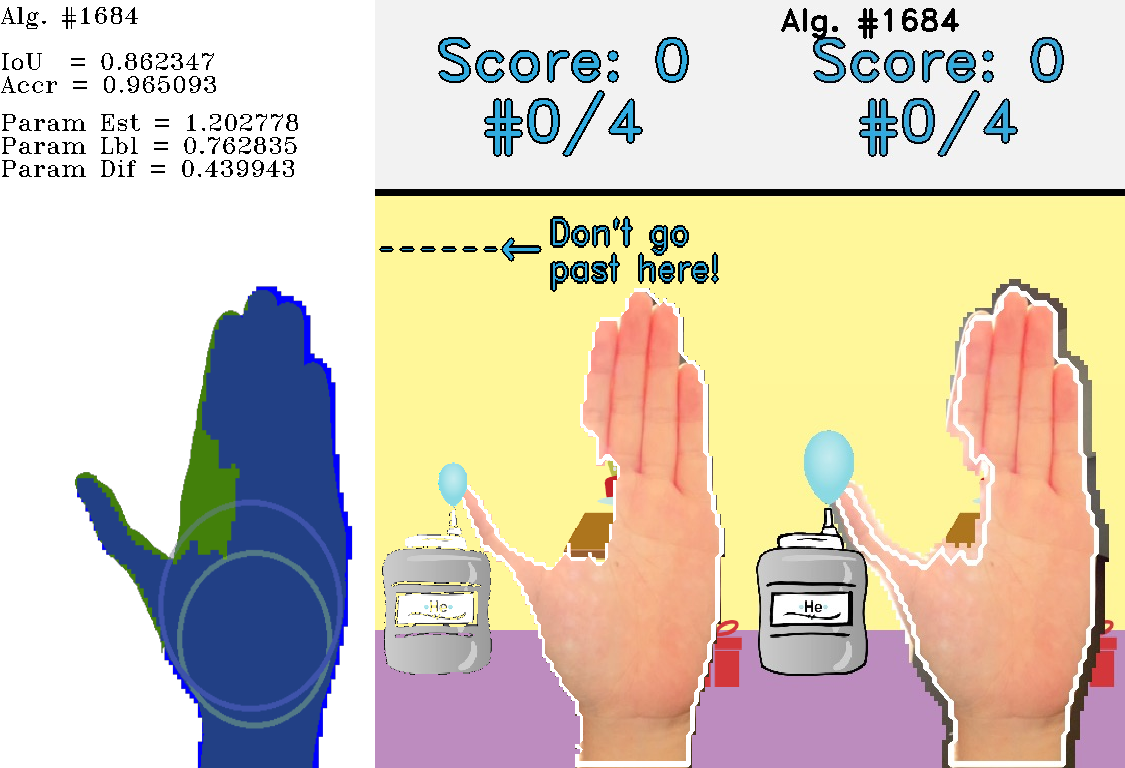 Alg. #1684
IoU = 0.862347
Accr = 0.965093
Param Est = 1.202778
Param Lbl = 0.762835
Param Dif = 0.439943
Score: 0
#0/4
Don't go
past here!
He
Alg. #1684
Score: 0
#0/4
He